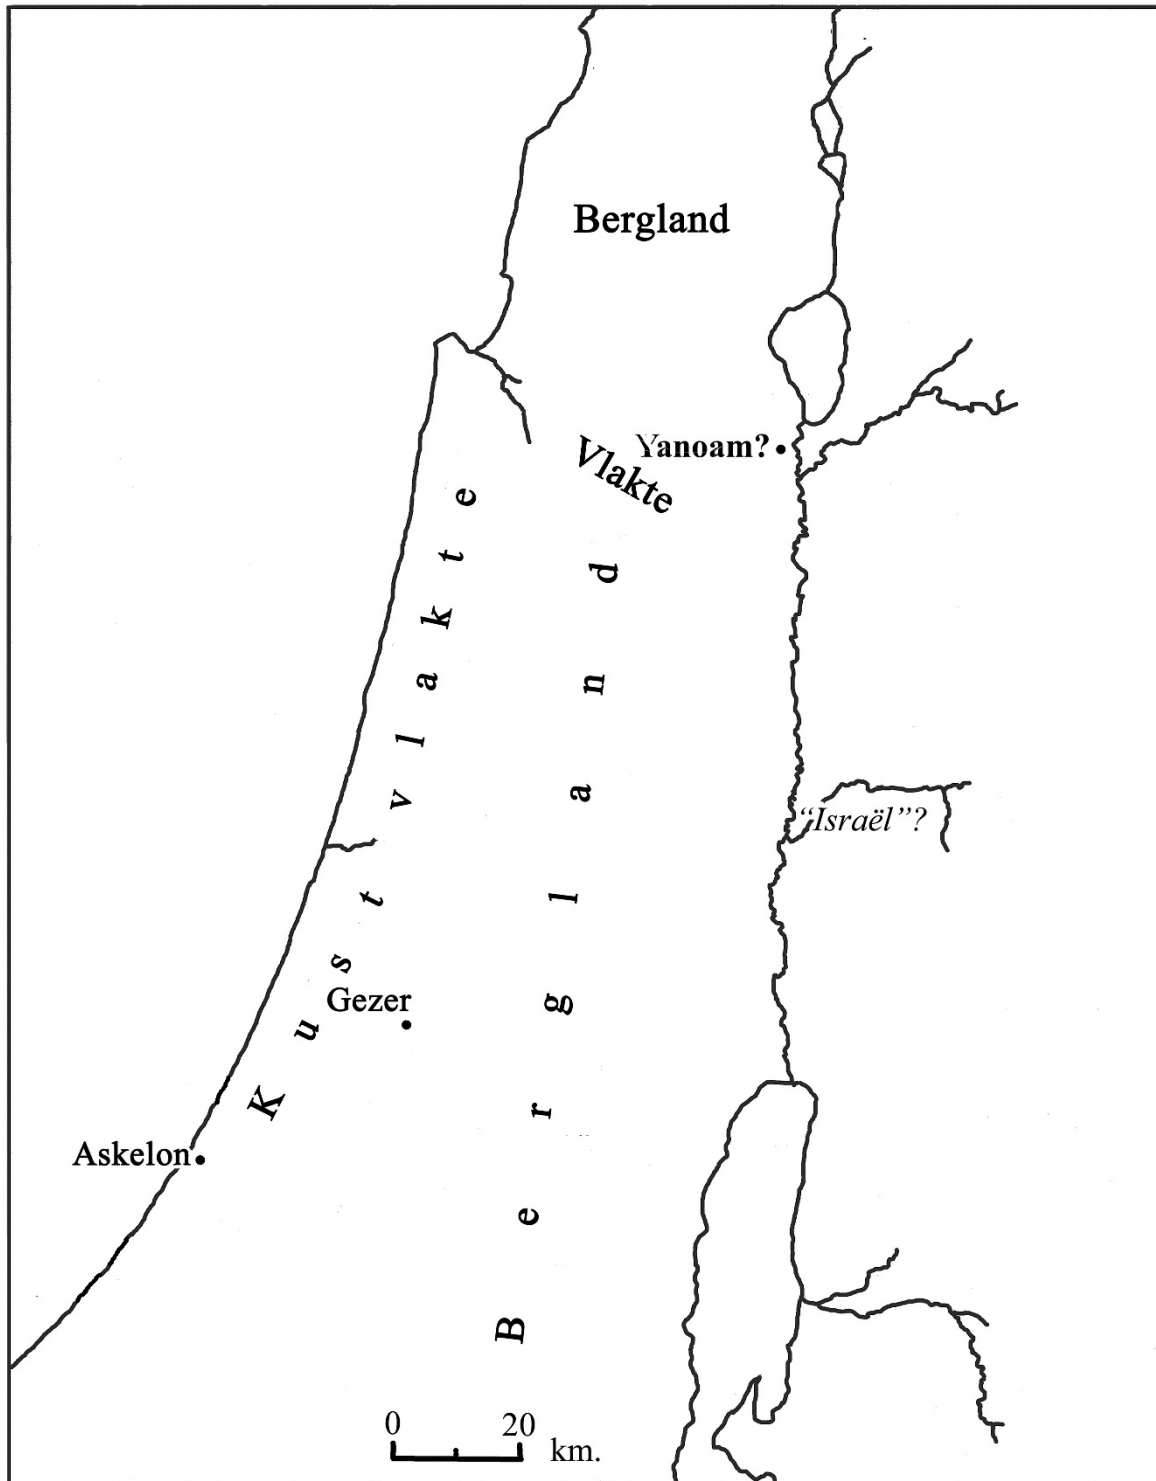 Bergland
Yanoam?
Vlakte
Kustvlakte
Bergland
“Israël”?
Gezer
Askelon
0 20
km.